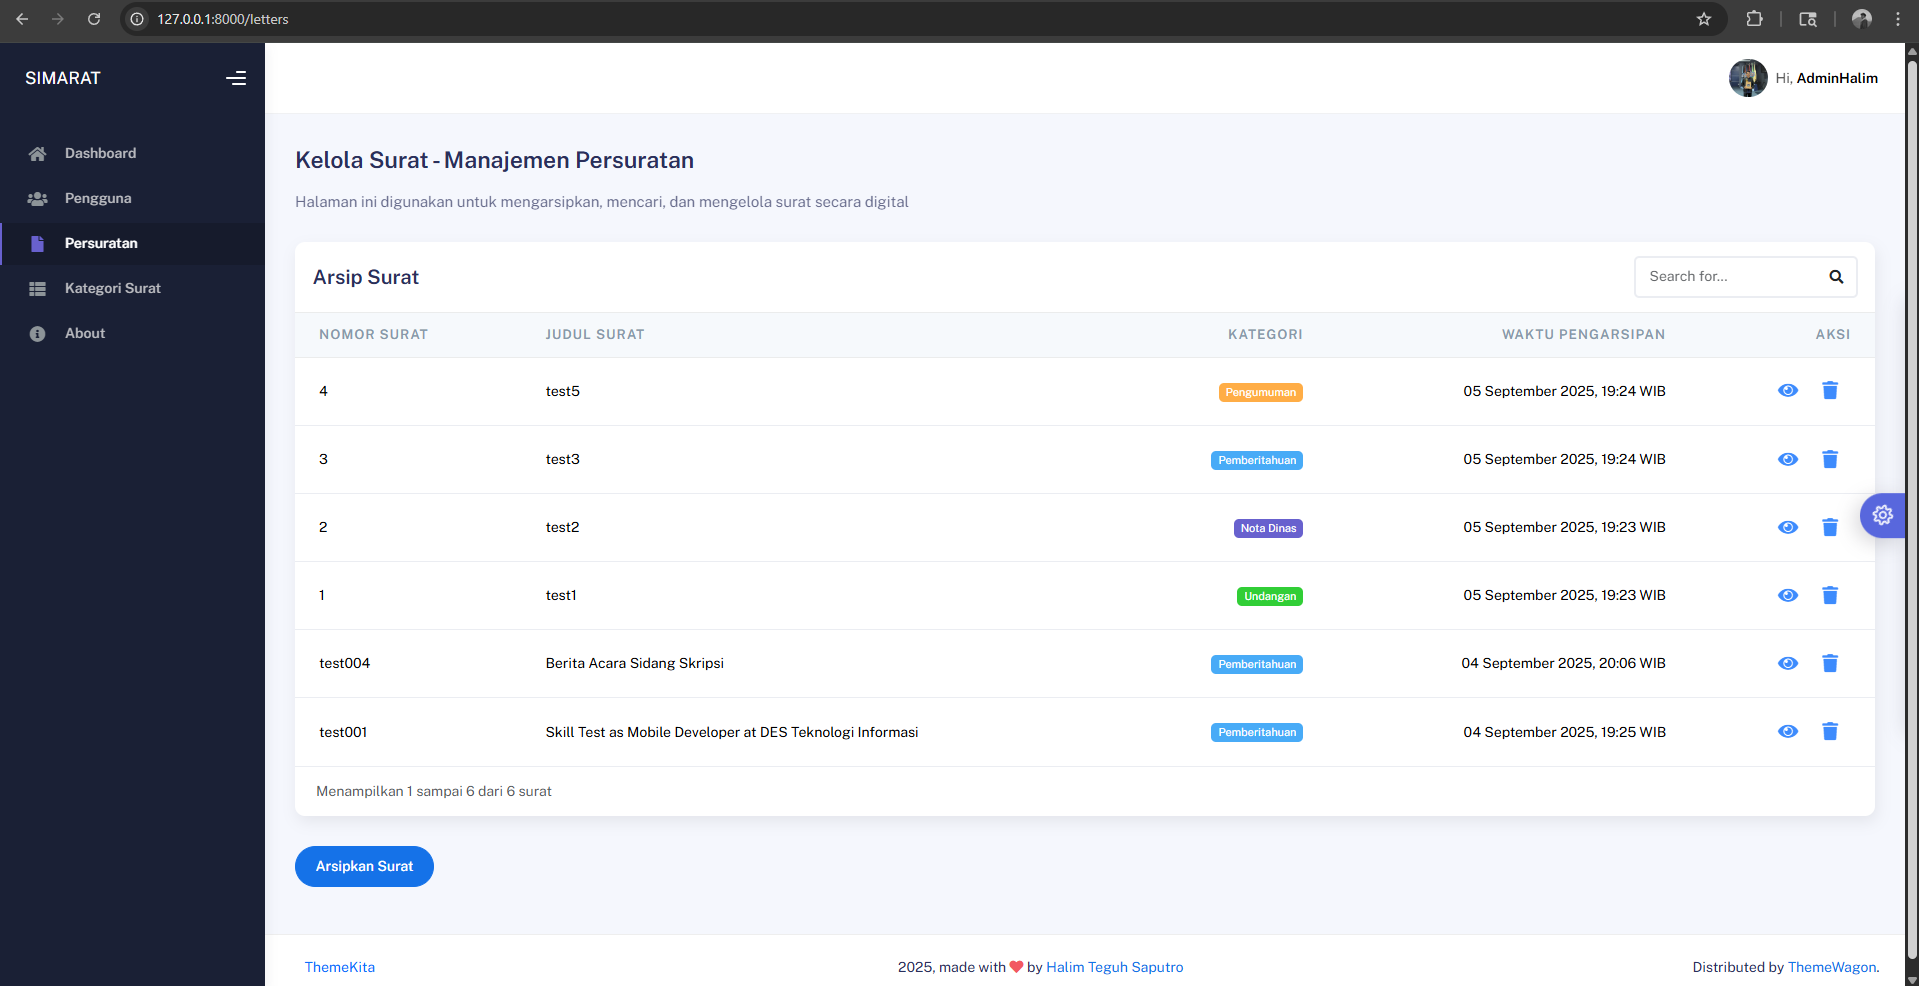 127.0.0.1:8000/letters
SIMARAT
Hi, AdminHalim
Dashboard
Pengguna
Persuratan
Kategori Surat
About
Kelola Surat - Manajemen Persuratan
Halaman ini digunakan untuk mengarsipkan, mencari, dan mengelola surat secara digital
Arsip Surat
Search for...
NOMOR SURAT JUDUL SURAT KATEGORI WAKTU PENGARSIPAN AKSI
4 test5 Pengumuman 05 September 2025, 19:24 WIB
3 test3 Pemberitahuan 05 September 2025, 19:24 WIB
2 test2 Nota Dinas 05 September 2025, 19:23 WIB
1 test1 Undangan 05 September 2025, 19:23 WIB
test004 Berita Acara Sidang Skripsi Pemberitahuan 04 September 2025, 20:06 WIB
test001 Skill Test as Mobile Developer at DES Teknologi Informasi Pemberitahuan 04 September 2025, 19:25 WIB
Menampilkan 1 sampai 6 dari 6 surat
Arsipkan Surat
ThemeKita
2025, made with by Halim Teguh Saputro
Distributed by ThemeWagon.